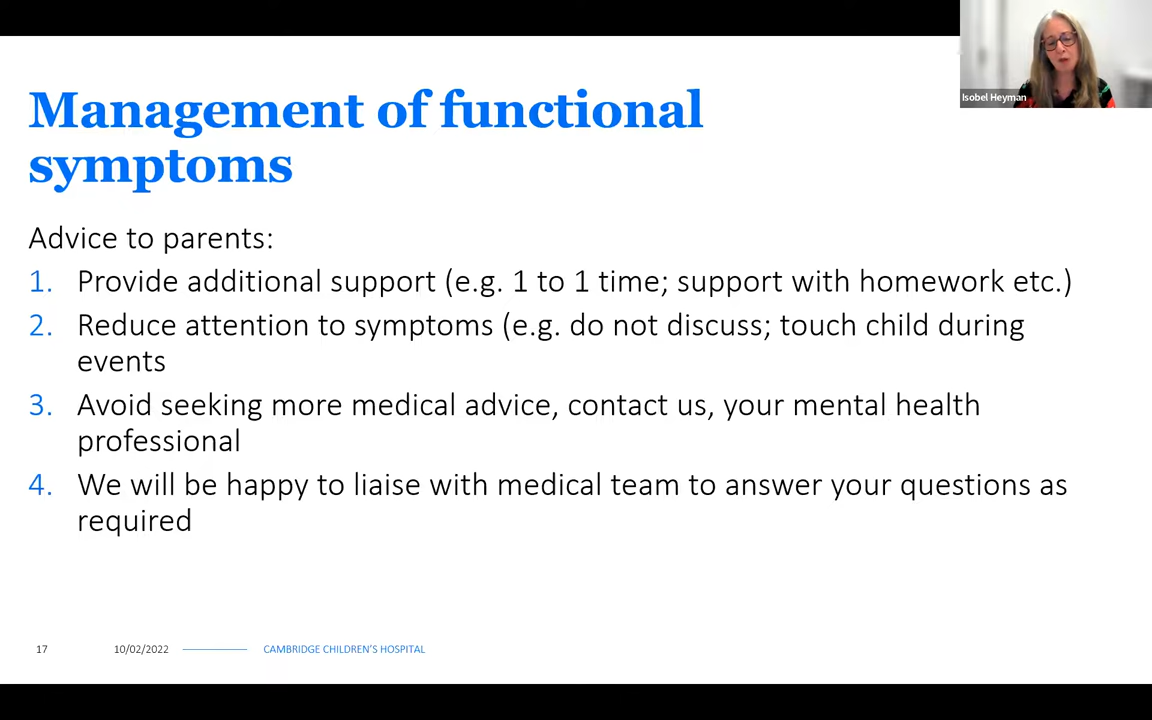 Isobel Heyman
Management of functional
symptoms
Advice to parents:
1. Provide additional support (e.g. 1 to 1 time; support with homework etc.)
2. Reduce attention to symptoms (e.g. do not discuss; touch child during
events
3. Avoid seeking more medical advice, contact us, your mental health
professional
4. We will be happy to liaise with medical team to answer your questions as
required
17 10/02/2022 CAMBRIDGE CHILDREN'S HOSPITAL